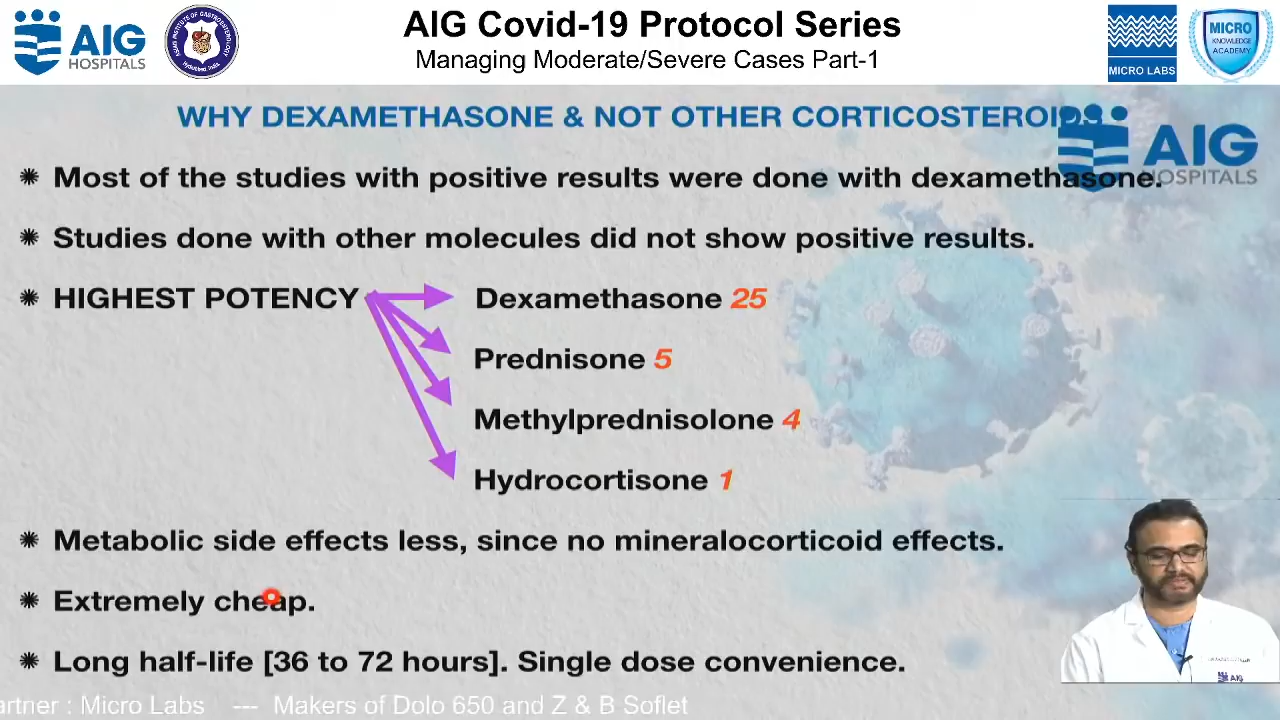 AIG
HOSPITALS
AIG Covid-19 Protocol Series
Managing Moderate/Severe Cases Part-1
MICRO LABS
MICRO
KNOWLEDGE
ACADEMY
WHY DEXAMETHASONE & NOT OTHER CORTICOSTEROIDS
AIG
HOSPITALS
Most of the studies with positive results were done with dexamethasone.
Studies done with other molecules did not show positive results.
HIGHEST POTENCY Dexamethasone 25
Prednisone 5
Methylprednisolone 4
Hydrocortisone 1
Metabolic side effects less, since no mineralocorticoid effects.
Extremely cheap.
Long half-life [36 to 72 hours]. Single dose convenience.
AIG
artner : Micro Labs --- Makers of Dolo 650 and Z & B Soflet